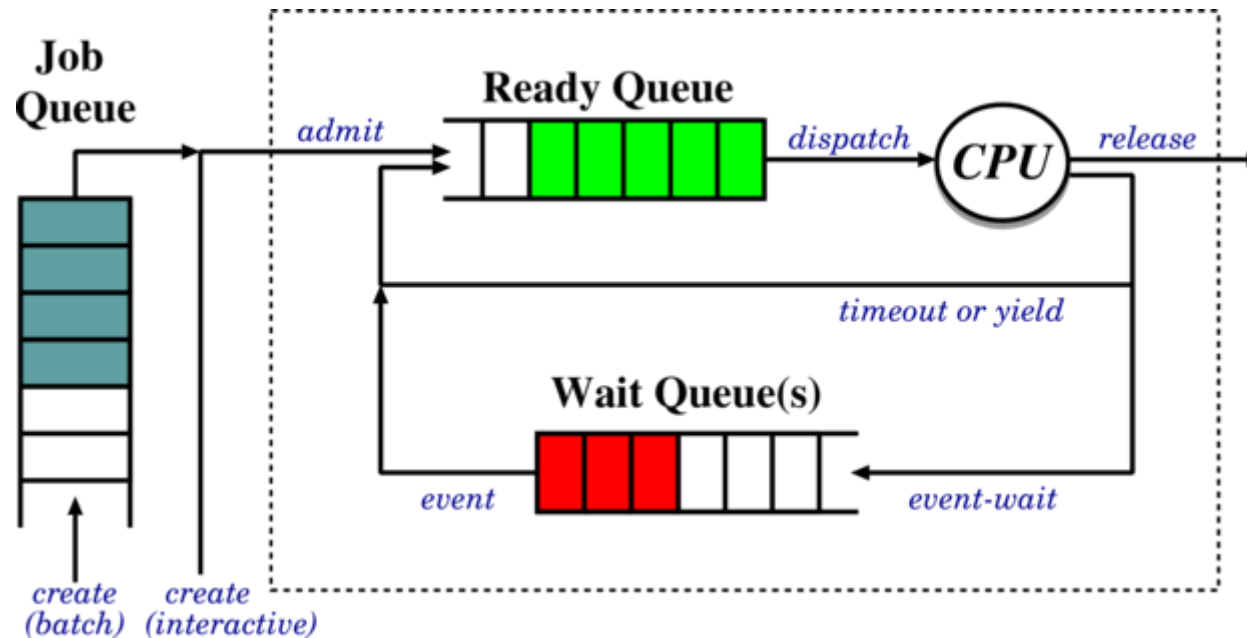 Job
Queue
Ready Queue
admit
dispatch
CPU
release
timeout or yield
Wait Queue(s)
event
event-wait
create
(batch)
create
(interactive)